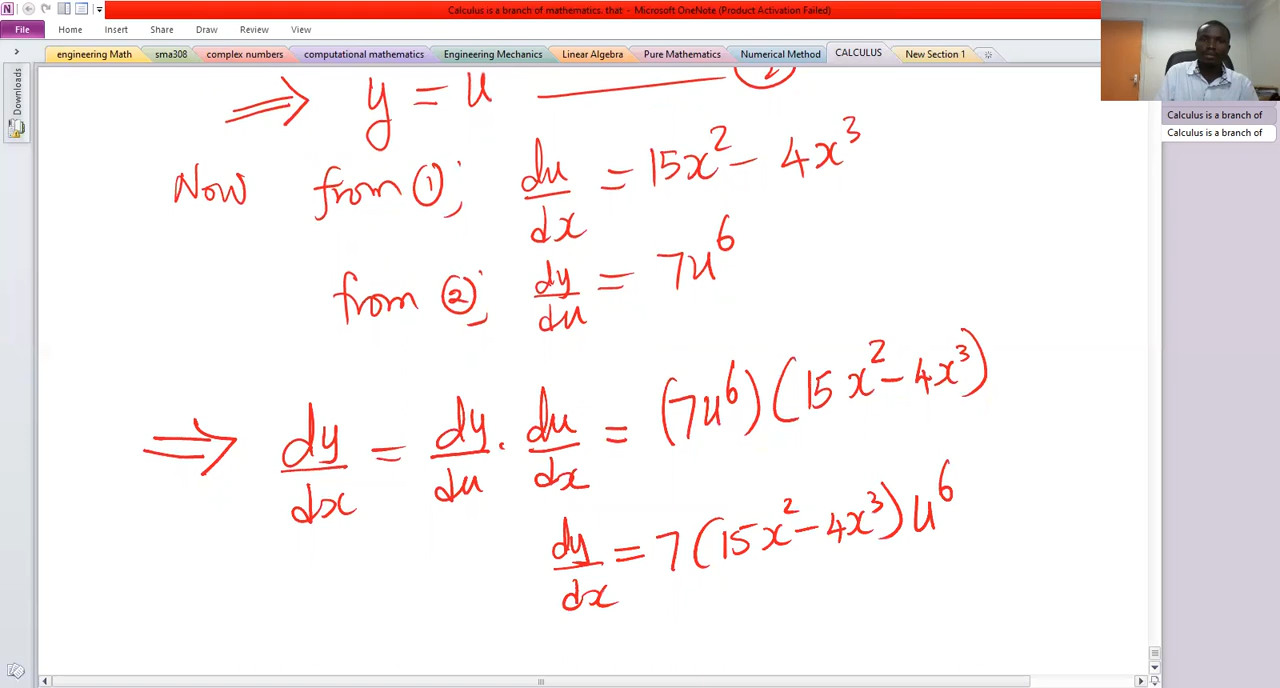 Calculus is a branch of mathematics. that - Microsoft OneNote (Product Activation Failed)
File Home Insert Share Draw Review View
engineering Math sma308 complex numbers computational mathematics Engineering Mechanics Linear Algebra Pure Mathematics Numerical Method CALCULUS New Section 1
Downloads
Calculus is a branch of
Calculus is a branch of
⟹ y = u
Now from ①; du/dx = 15x² - 4x³
from ②; dy/du = 7u⁶
⟹ dy/dx = dy/du · du/dx = (7u⁶)(15x² - 4x³)
dy/dx = 7(15x² - 4x³)u⁶